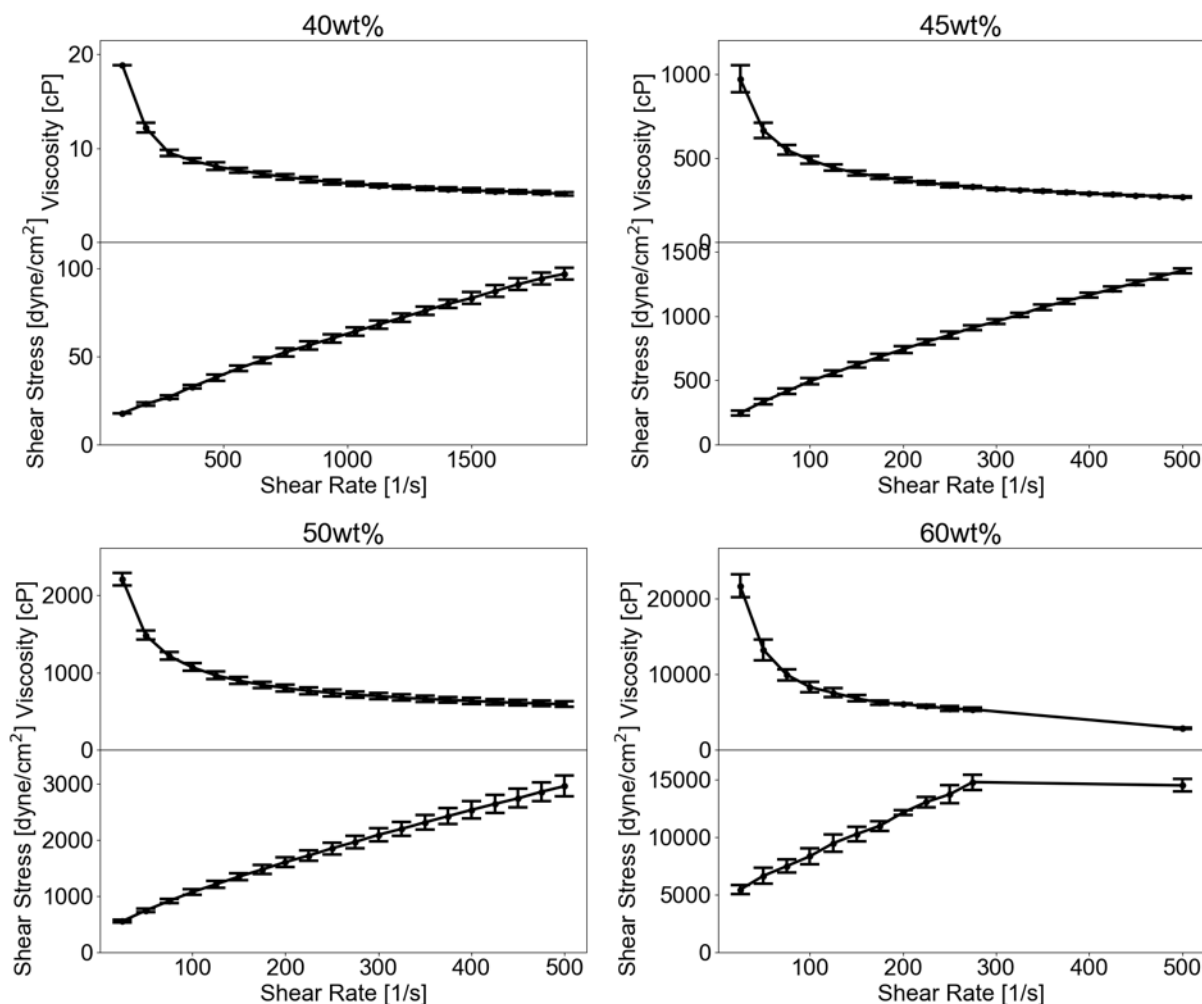 40wt%
Viscosity [cP]
20
10
0
Shear Stress [dyne/cm²]
100
50
0
500 1000 1500
Shear Rate [1/s]
45wt%
Viscosity [cP]
1000
500
0
Shear Stress [dyne/cm²]
1500
1000
500
0
100 200 300 400 500
Shear Rate [1/s]
50wt%
Viscosity [cP]
2000
1000
0
Shear Stress [dyne/cm²]
3000
2000
1000
0
100 200 300 400 500
Shear Rate [1/s]
60wt%
Viscosity [cP]
20000
10000
0
Shear Stress [dyne/cm²]
15000
10000
5000
0
100 200 300 400 500
Shear Rate [1/s]